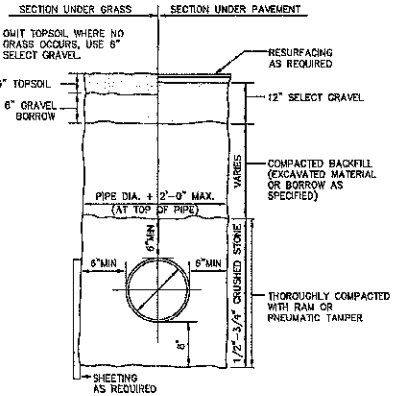 SECTION UNDER GRASS
SECTION UNDER PAVEMENT
OMIT TOPSOIL WHERE NO
GRASS OCCURS, USE 6"
SELECT GRAVEL
RESURFACING
AS REQUIRED
" TOPSOIL
6" GRAVEL
BORROW
12" SELECT GRAVEL
VARIES
COMPACTED BACKFILL
(EXCAVATED MATERIAL
OR BORROW AS
SPECIFIED)
PIPE DIA. + 2'-0" MAX.
(AT TOP OF PIPE)
6"MIN
6"MIN
6"MIN
1/2"-3/4" CRUSHED STONE
THOROUGHLY COMPACTED
WITH RAM OR
PNEUMATIC TAMPER
SHEETING
AS REQUIRED